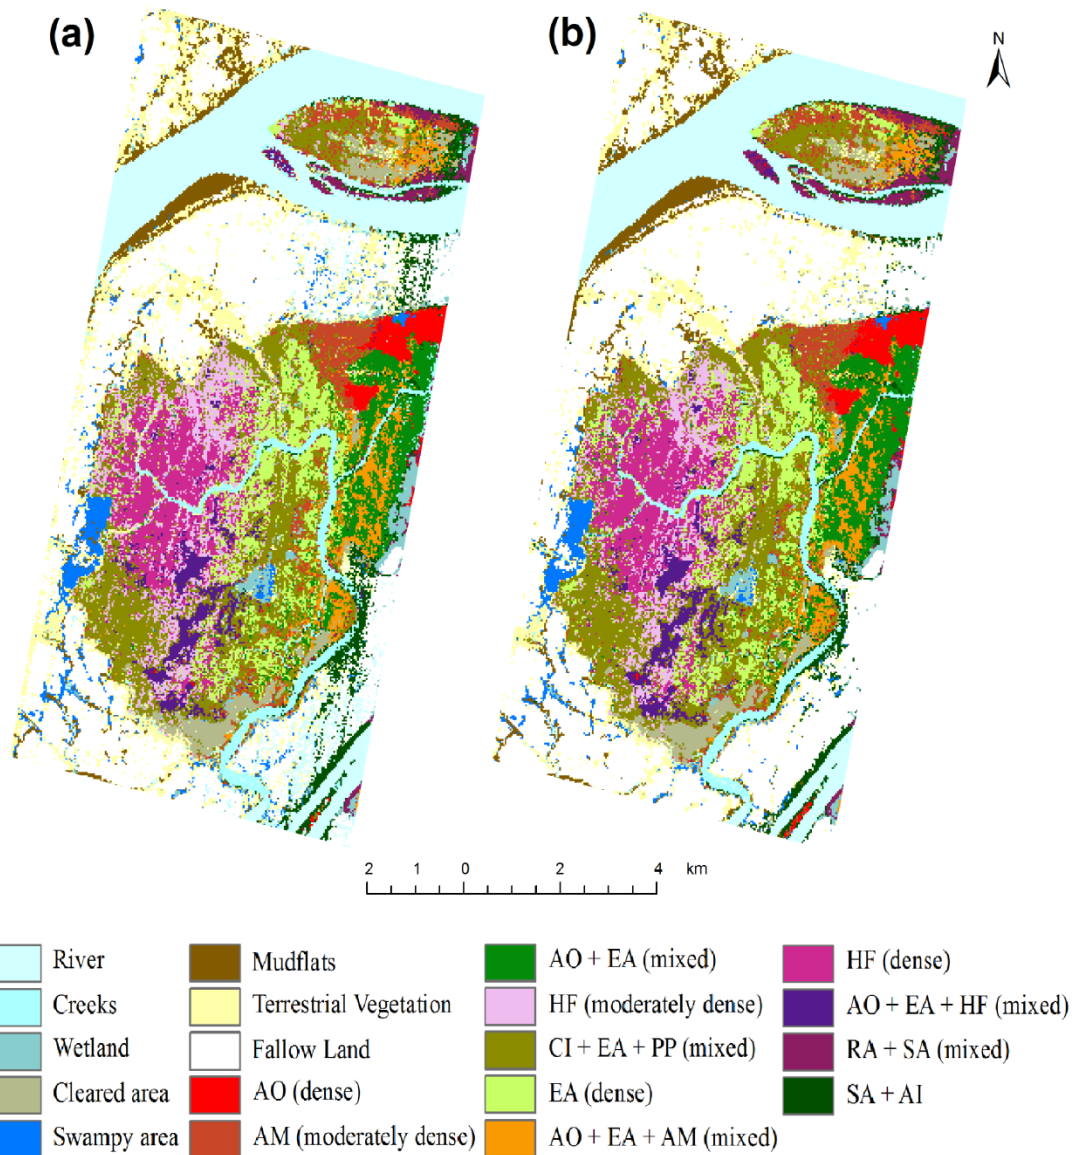 (a) (b)
N
2 1 0 2 4 km
River Mudflats AO + EA (mixed) HF (dense)
Creeks Terrestrial Vegetation HF (moderately dense) AO + EA + HF (mixed)
Wetland Fallow Land CI + EA + PP (mixed) RA + SA (mixed)
Cleared area AO (dense) EA (dense) SA + AI
Swampy area AM (moderately dense) AO + EA + AM (mixed)